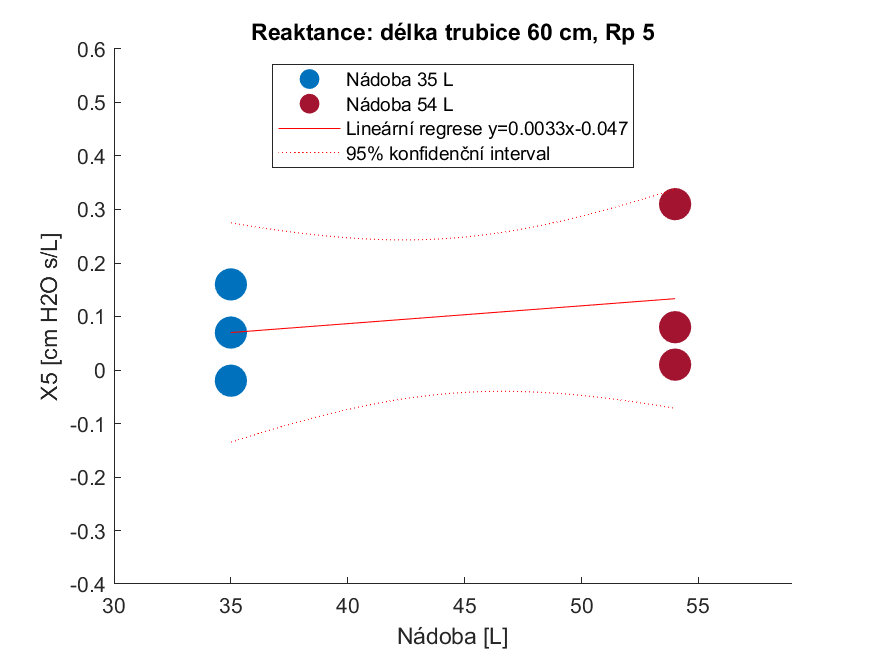 Reaktance: délka trubice 60 cm, Rp 5
Nádoba 35 L
Nádoba 54 L
Lineární regrese y=0.0033x-0.047
95% konfidenční interval
X5 [cm H2O s/L]
0.6
0.5
0.4
0.3
0.2
0.1
0
-0.1
-0.2
-0.3
-0.4
30 35 40 45 50 55
Nádoba [L]